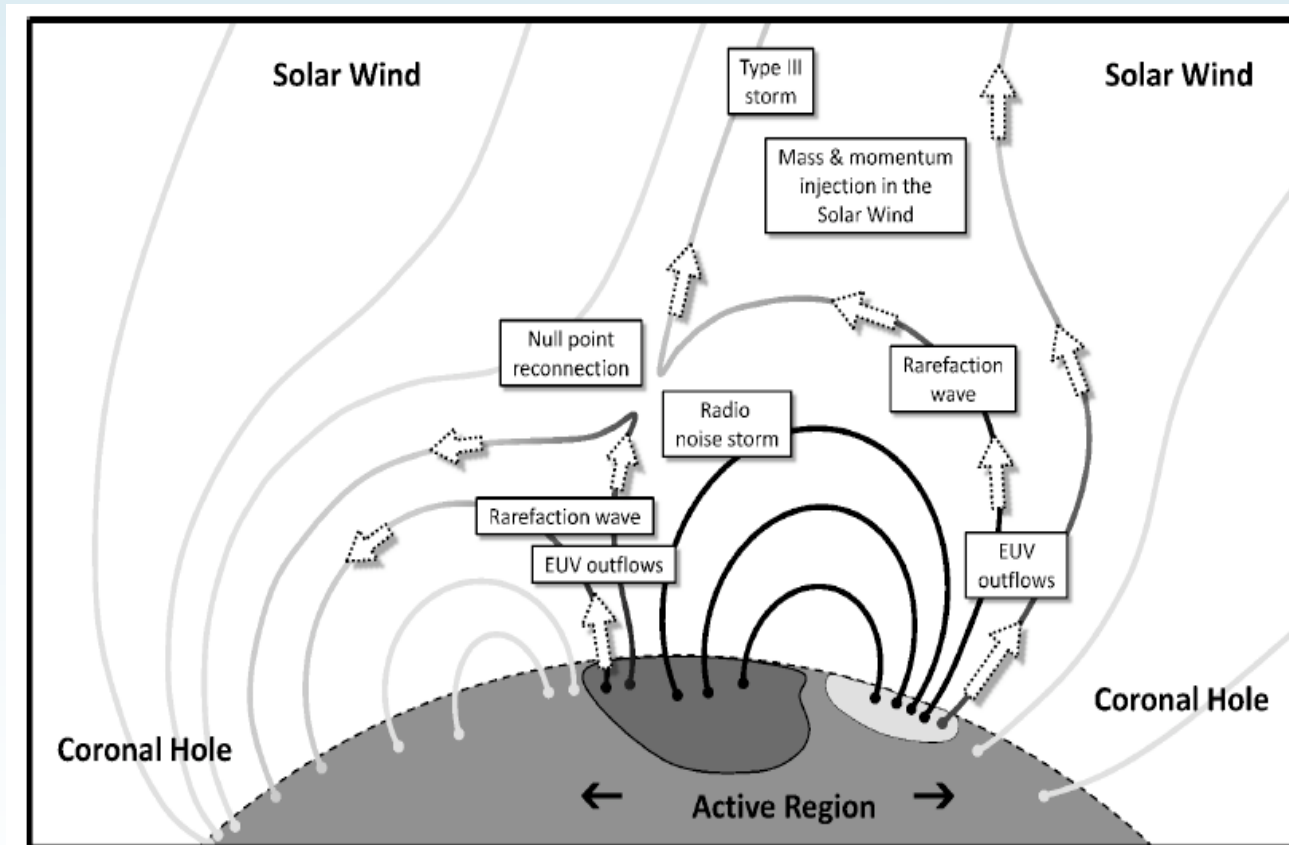 Solar Wind
Type III
storm
Solar Wind
Mass & momentum
injection in the
Solar Wind
Null point
reconnection
Rarefaction
wave
Radio
noise storm
Rarefaction wave
EUV outflows
EUV
outflows
Coronal Hole
Coronal Hole
Active Region